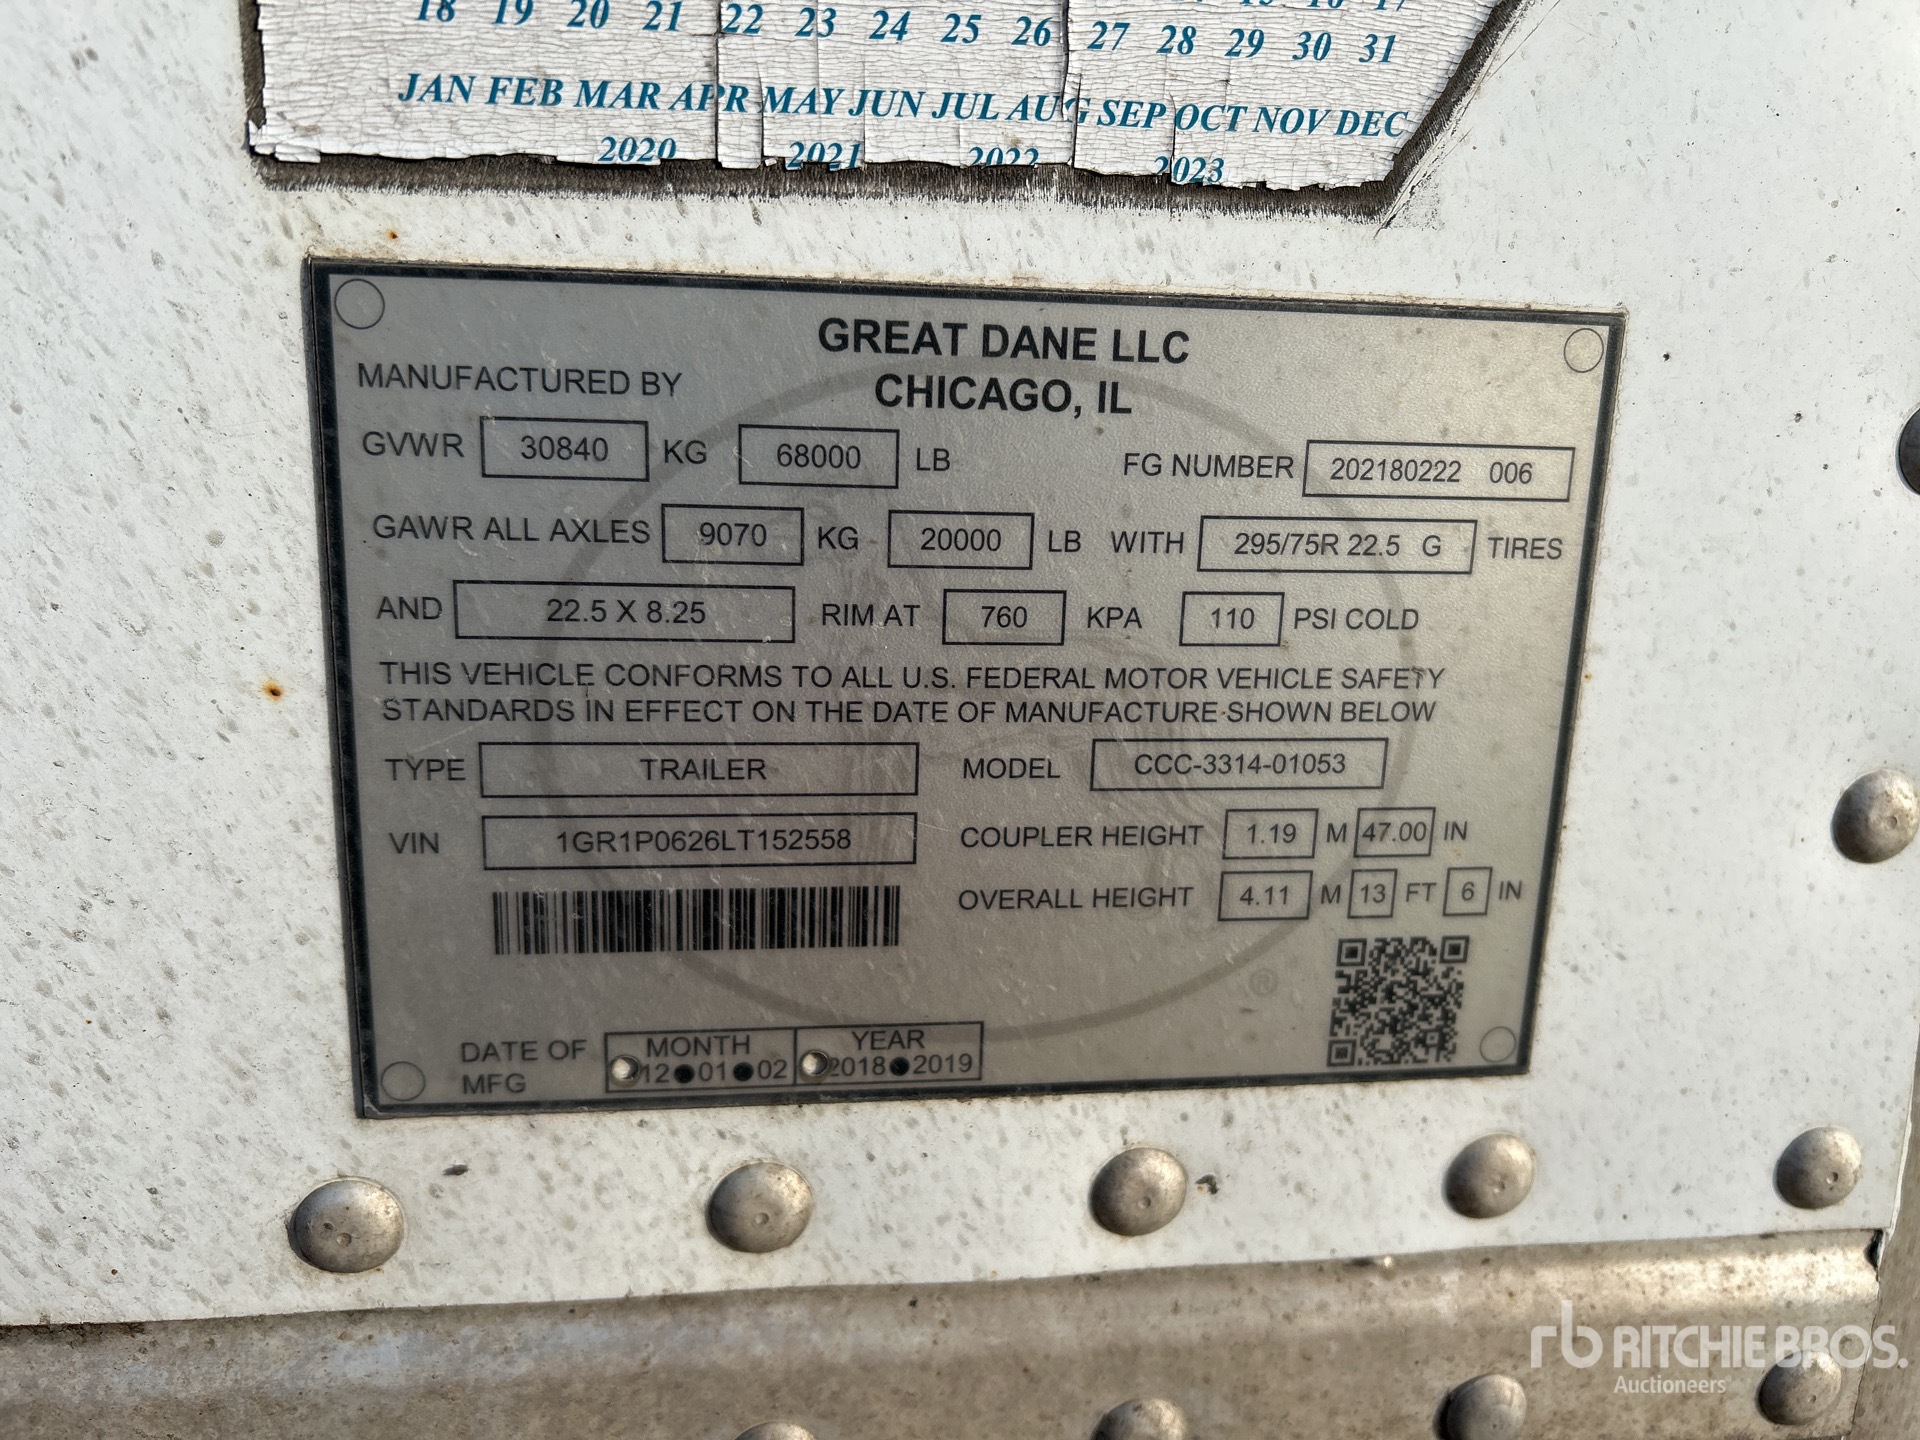 18 19 20 21 22 23 24 25 26 27 28 29 30 31
JAN FEB MAR APR MAY JUN JUL AUG SEP OCT NOV DEC
2020 2021 2022 2023
GREAT DANE LLC
MANUFACTURED BY CHICAGO, IL
GVWR 30840 KG 68000 LB FG NUMBER 202180222 006
GAWR ALL AXLES 9070 KG 20000 LB WITH 295/75R 22.5 G TIRES
AND 22.5 X 8.25 RIM AT 760 KPA 110 PSI COLD
THIS VEHICLE CONFORMS TO ALL U.S. FEDERAL MOTOR VEHICLE SAFETY
STANDARDS IN EFFECT ON THE DATE OF MANUFACTURE SHOWN BELOW
TYPE TRAILER MODEL CCC-3314-01053
VIN 1GR1P0626LT152558 COUPLER HEIGHT 1.19 M 47.00 IN
OVERALL HEIGHT 4.11 M 13 FT 6 IN
®
DATE OF MFG MONTH YEAR
12 ● 01 ● 02 2018 ● 2019
rb RITCHIE BROS.
Auctioneers